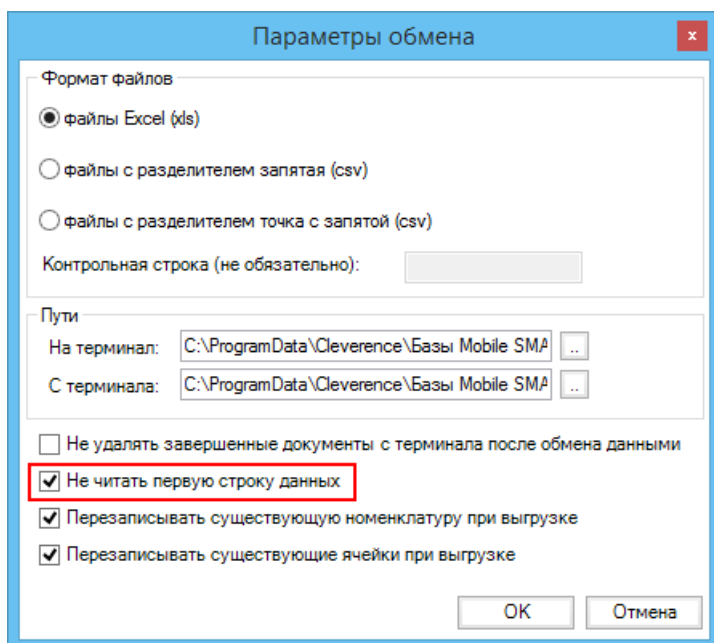 Параметры обмена
x
Формат файлов
файлы Excel (xls)
файлы с разделителем запятая (csv)
файлы с разделителем точка с запятой (csv)
Контрольная строка (не обязательно):
Пути
На терминал: C:\ProgramData\Cleverence\Базы Mobile SMA ..
С терминала: C:\ProgramData\Cleverence\Базы Mobile SMA ..
Не удалять завершенные документы с терминала после обмена данными
Не читать первую строку данных
Перезаписывать существующую номенклатуру при выгрузке
Перезаписывать существующие ячейки при выгрузке
OK Отмена